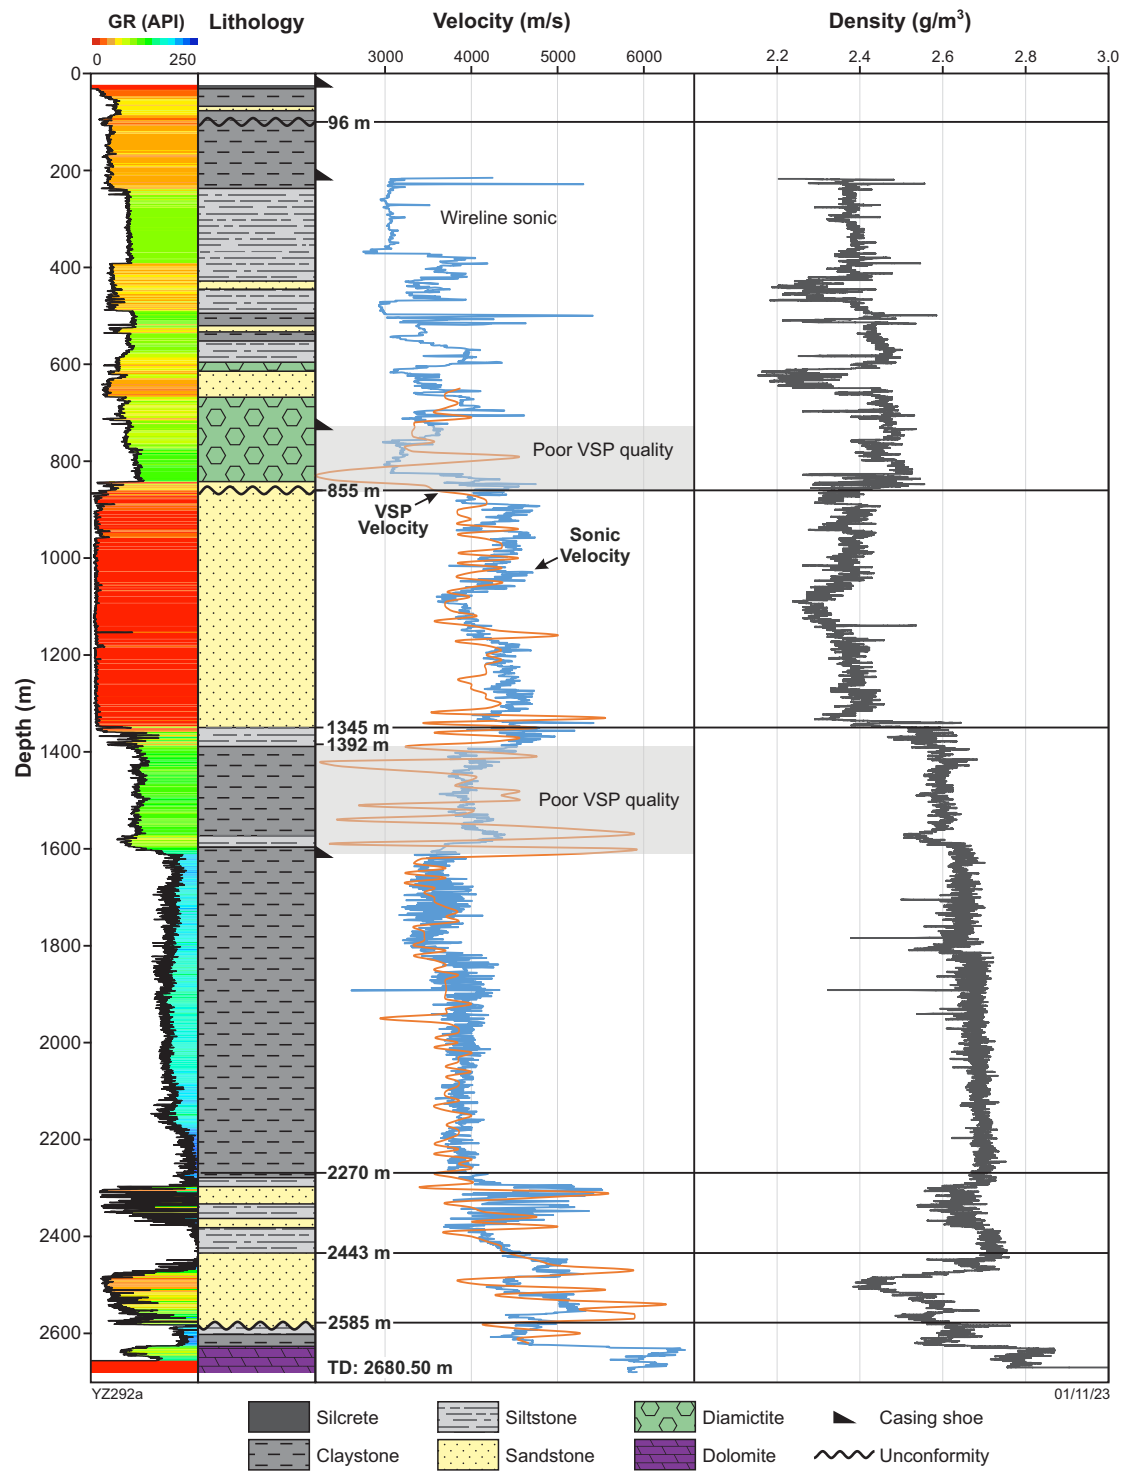 GR (API)
Lithology
Velocity (m/s)
Density (g/m³)
0
250
3000
4000
5000
6000
2.2
2.4
2.6
2.8
3.0
Depth (m)
0
200
400
600
800
1000
1200
1400
1600
1800
2000
2200
2400
2600
96 m
Wireline sonic
Poor VSP quality
855 m
VSP
Velocity
Sonic
Velocity
1345 m
1392 m
Poor VSP quality
2270 m
2443 m
2585 m
TD: 2680.50 m
YZ292a
01/11/23
Silcrete
Siltstone
Diamictite
Casing shoe
Claystone
Sandstone
Dolomite
Unconformity